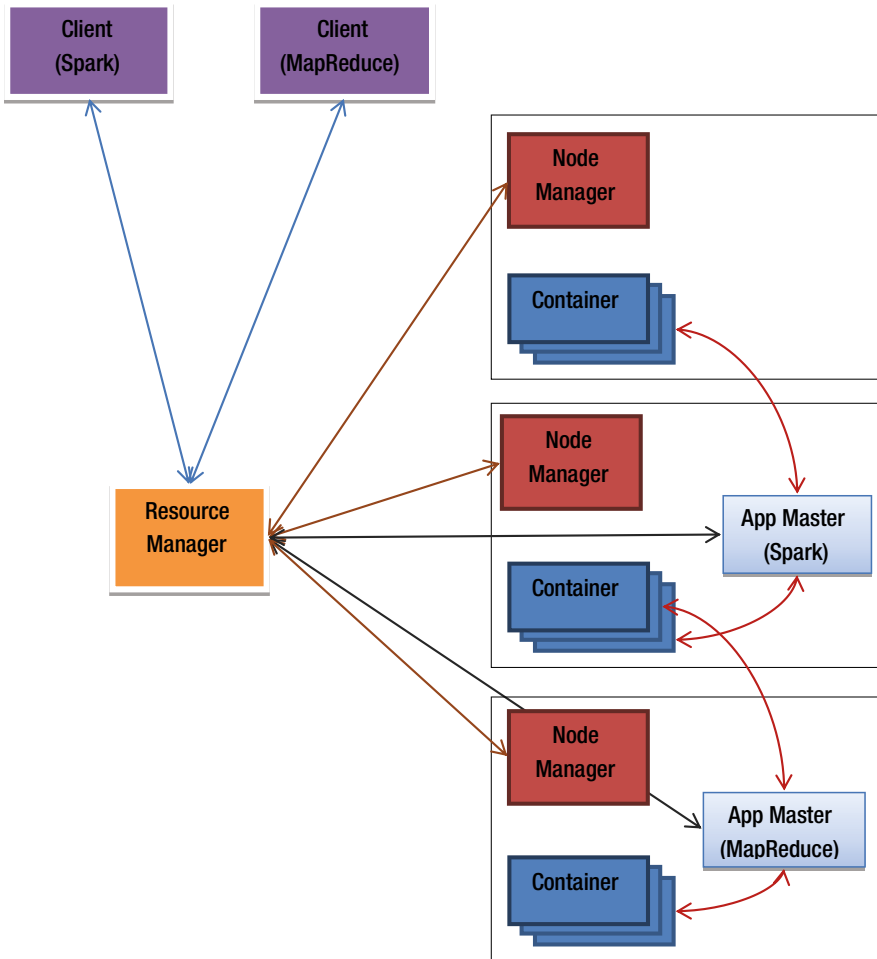 Client
(Spark)
Client
(MapReduce)
Node
Manager
Container
Node
Manager
Resource
Manager
App Master
(Spark)
Container
Node
Manager
App Master
(MapReduce)
Container